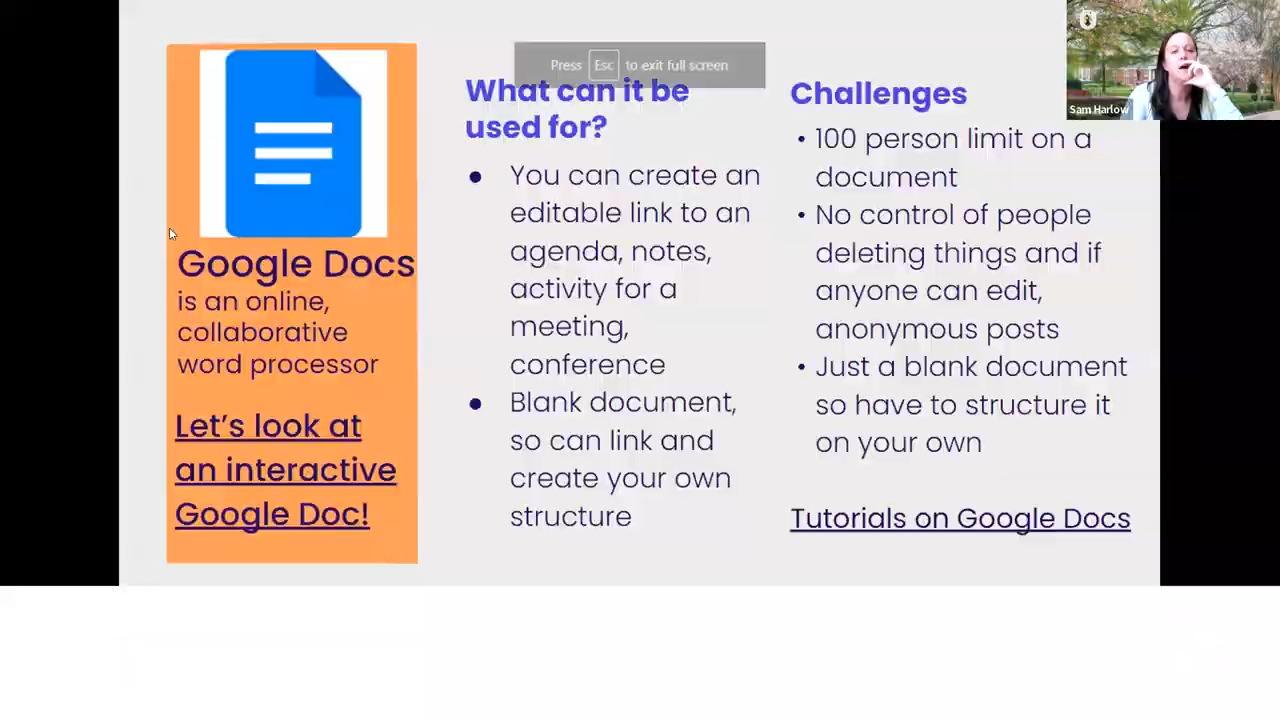 Google Docs
is an online,
collaborative
word processor
Let's look at
an interactive
Google Doc!
Press Esc to exit full screen
What can it be
used for?
● You can create an
editable link to an
agenda, notes,
activity for a
meeting,
conference
● Blank document,
so can link and
create your own
structure
Challenges
• 100 person limit on a
document
• No control of people
deleting things and if
anyone can edit,
anonymous posts
• Just a blank document
so have to structure it
on your own
Tutorials on Google Docs
Sam Harlow